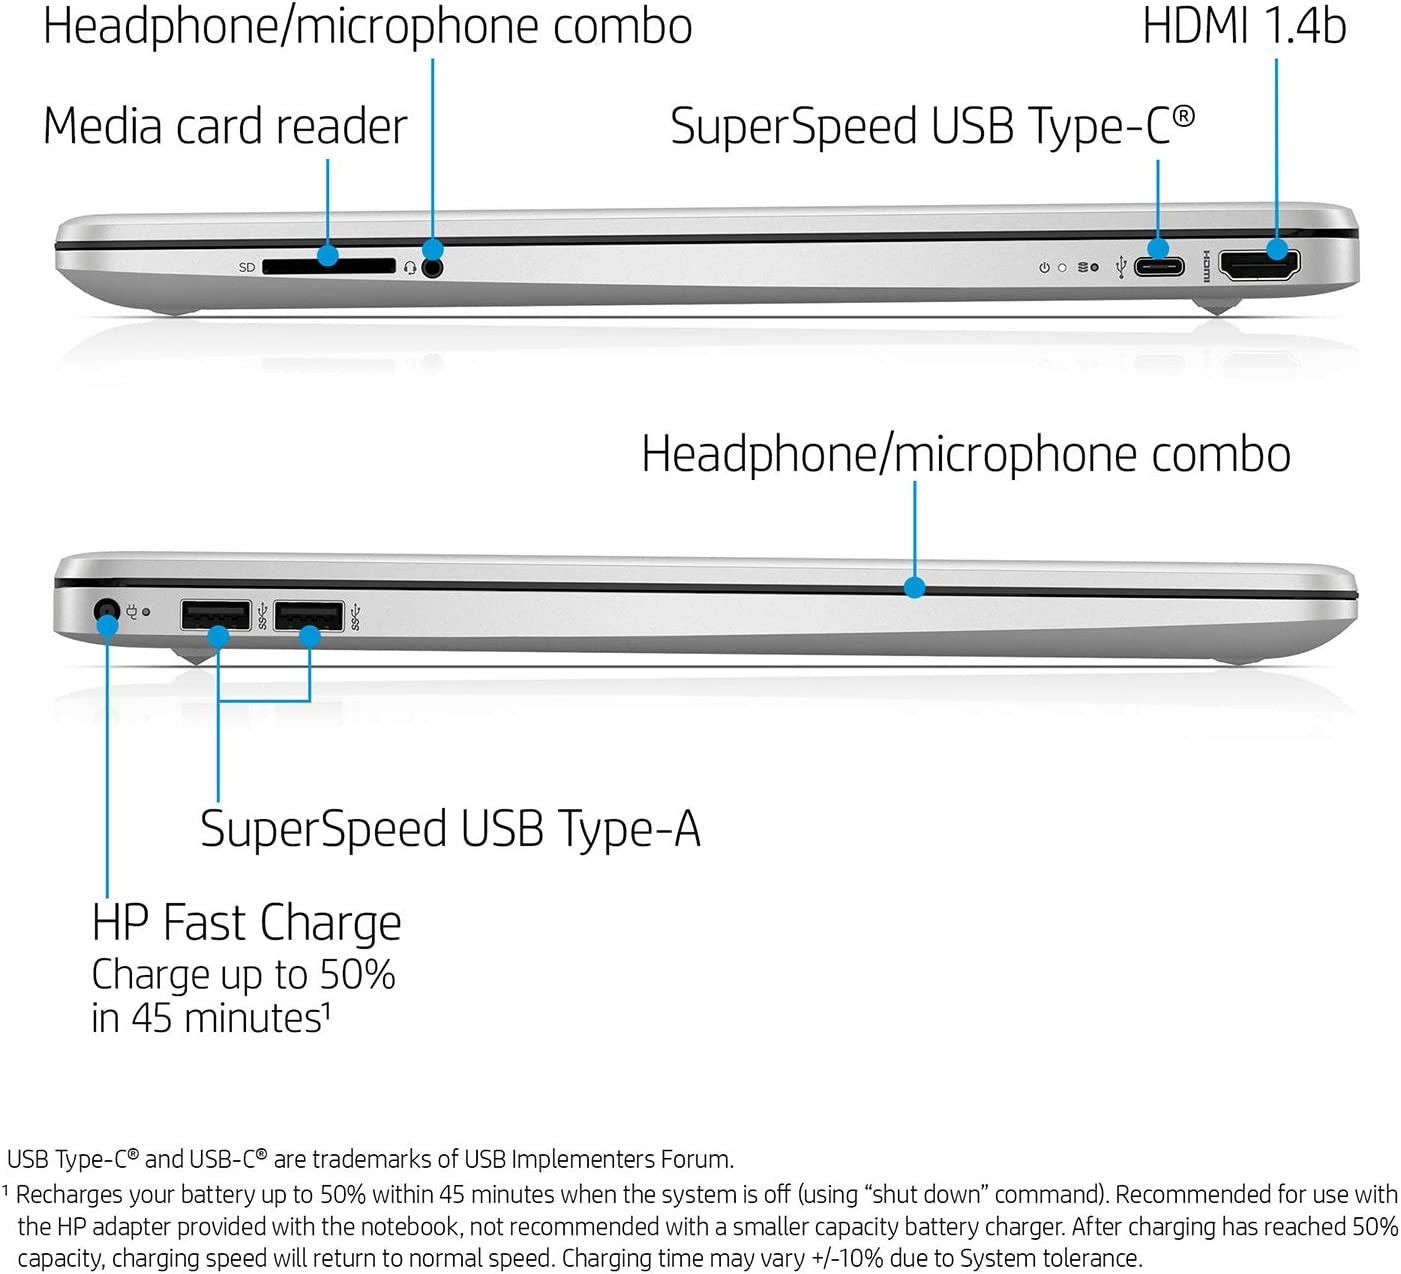 Headphone/microphone combo
HDMI 1.4b
Media card reader
SuperSpeed USB Type-C®
SD
HDMI
Headphone/microphone combo
SS
SS
SuperSpeed USB Type-A
HP Fast Charge
Charge up to 50%
in 45 minutes¹
USB Type-C® and USB-C® are trademarks of USB Implementers Forum.
¹ Recharges your battery up to 50% within 45 minutes when the system is off (using “shut down” command). Recommended for use with
the HP adapter provided with the notebook, not recommended with a smaller capacity battery charger. After charging has reached 50%
capacity, charging speed will return to normal speed. Charging time may vary +/-10% due to System tolerance.